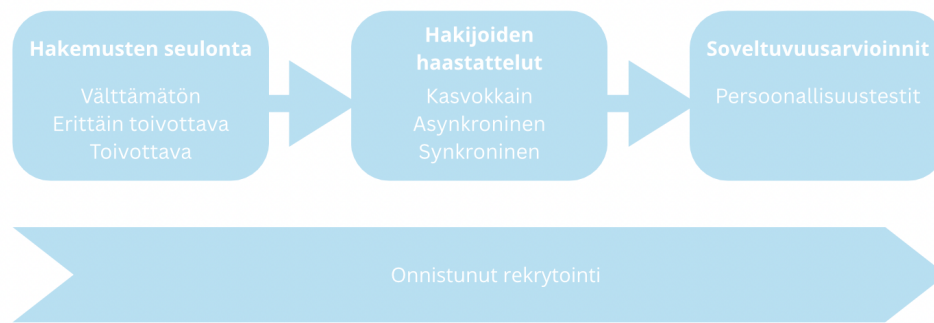 Hakemusten seulonta
Välttämätön
Erittäin toivottava
Toivottava
Hakijoiden
haastattelut
Kasvokkain
Asynkroninen
Synkroninen
Soveltuvuusarvioinnit
Persoonallisuustestit
Onnistunut rekrytointi